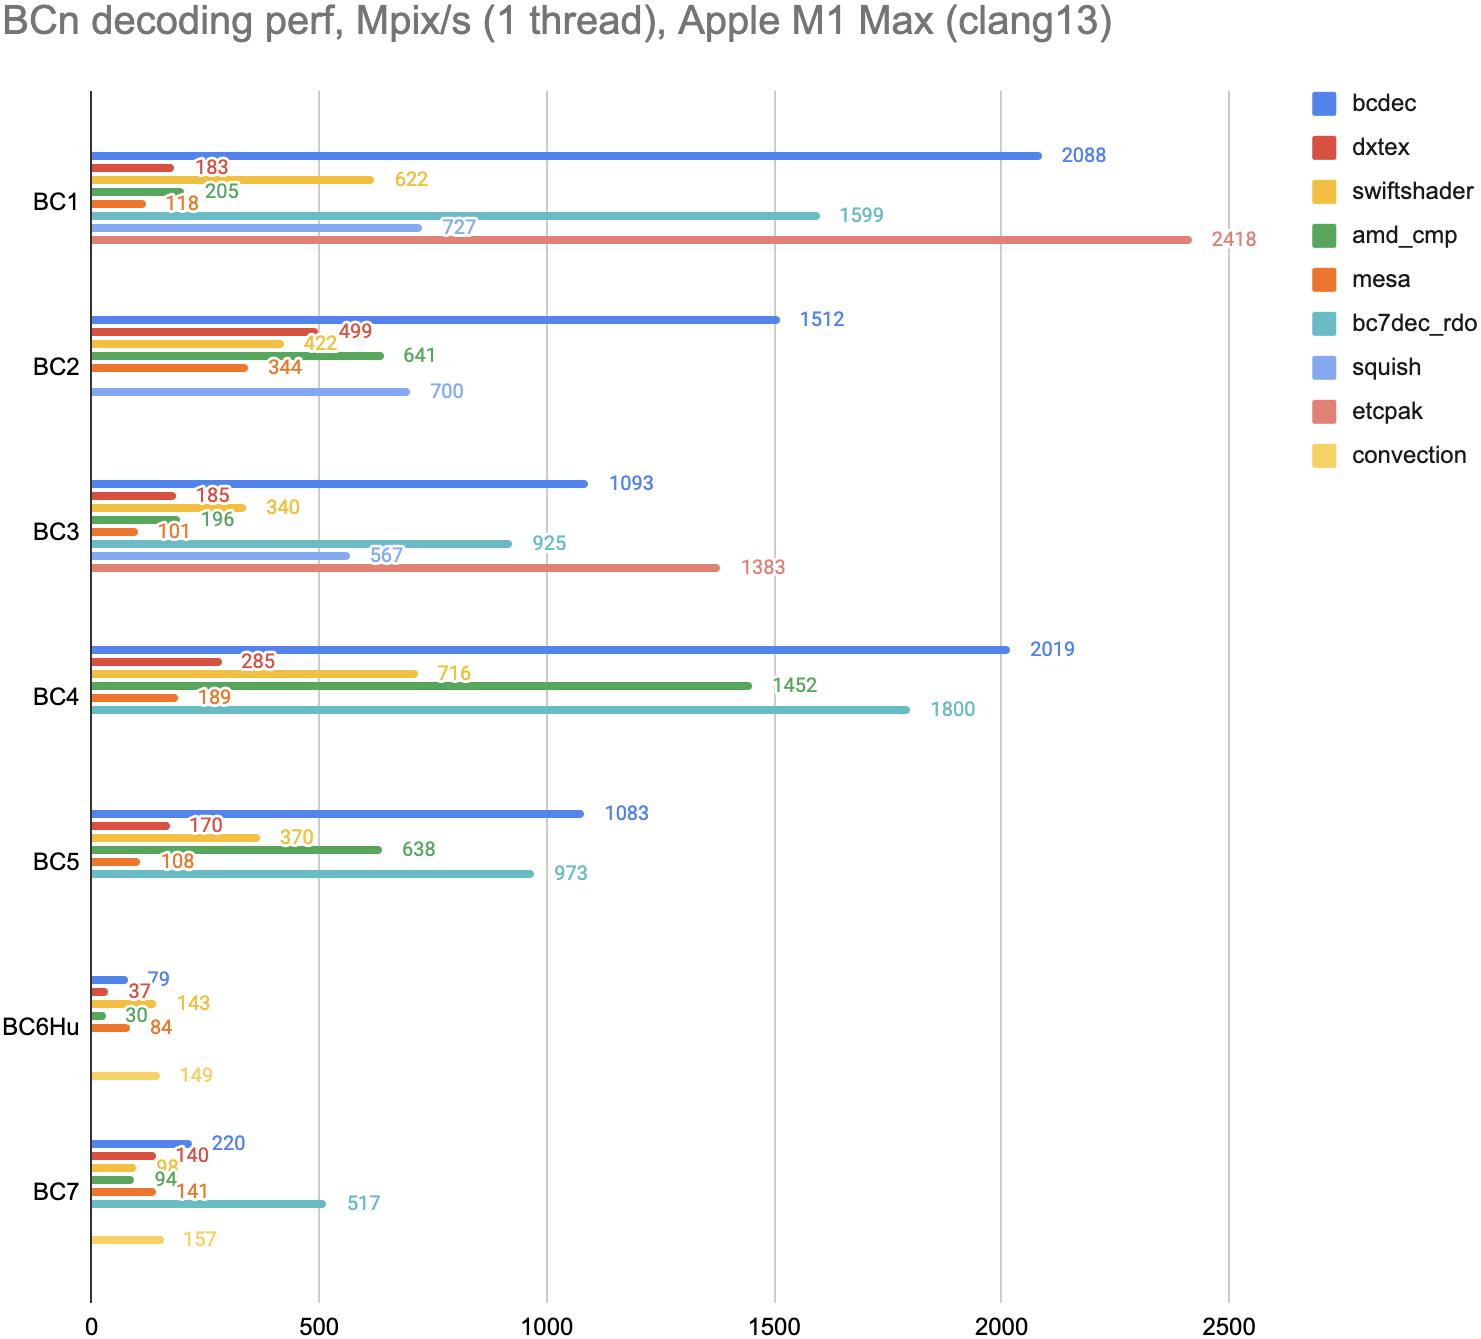 BCn decoding perf, Mpix/s (1 thread), Apple M1 Max (clang13)
bcdec
dxtex
swiftshader
amd_cmp
mesa
bc7dec_rdo
squish
etcpak
convection
BC1
2088
183
622
205
118
1599
727
2418
BC2
1512
499
422
641
344
700
BC3
1093
185
340
196
101
925
567
1383
BC4
2019
285
716
1452
189
1800
BC5
1083
170
370
638
108
973
BC6Hu
79
37
143
30
84
149
BC7
220
140
98
94
141
517
157
0 500 1000 1500 2000 2500